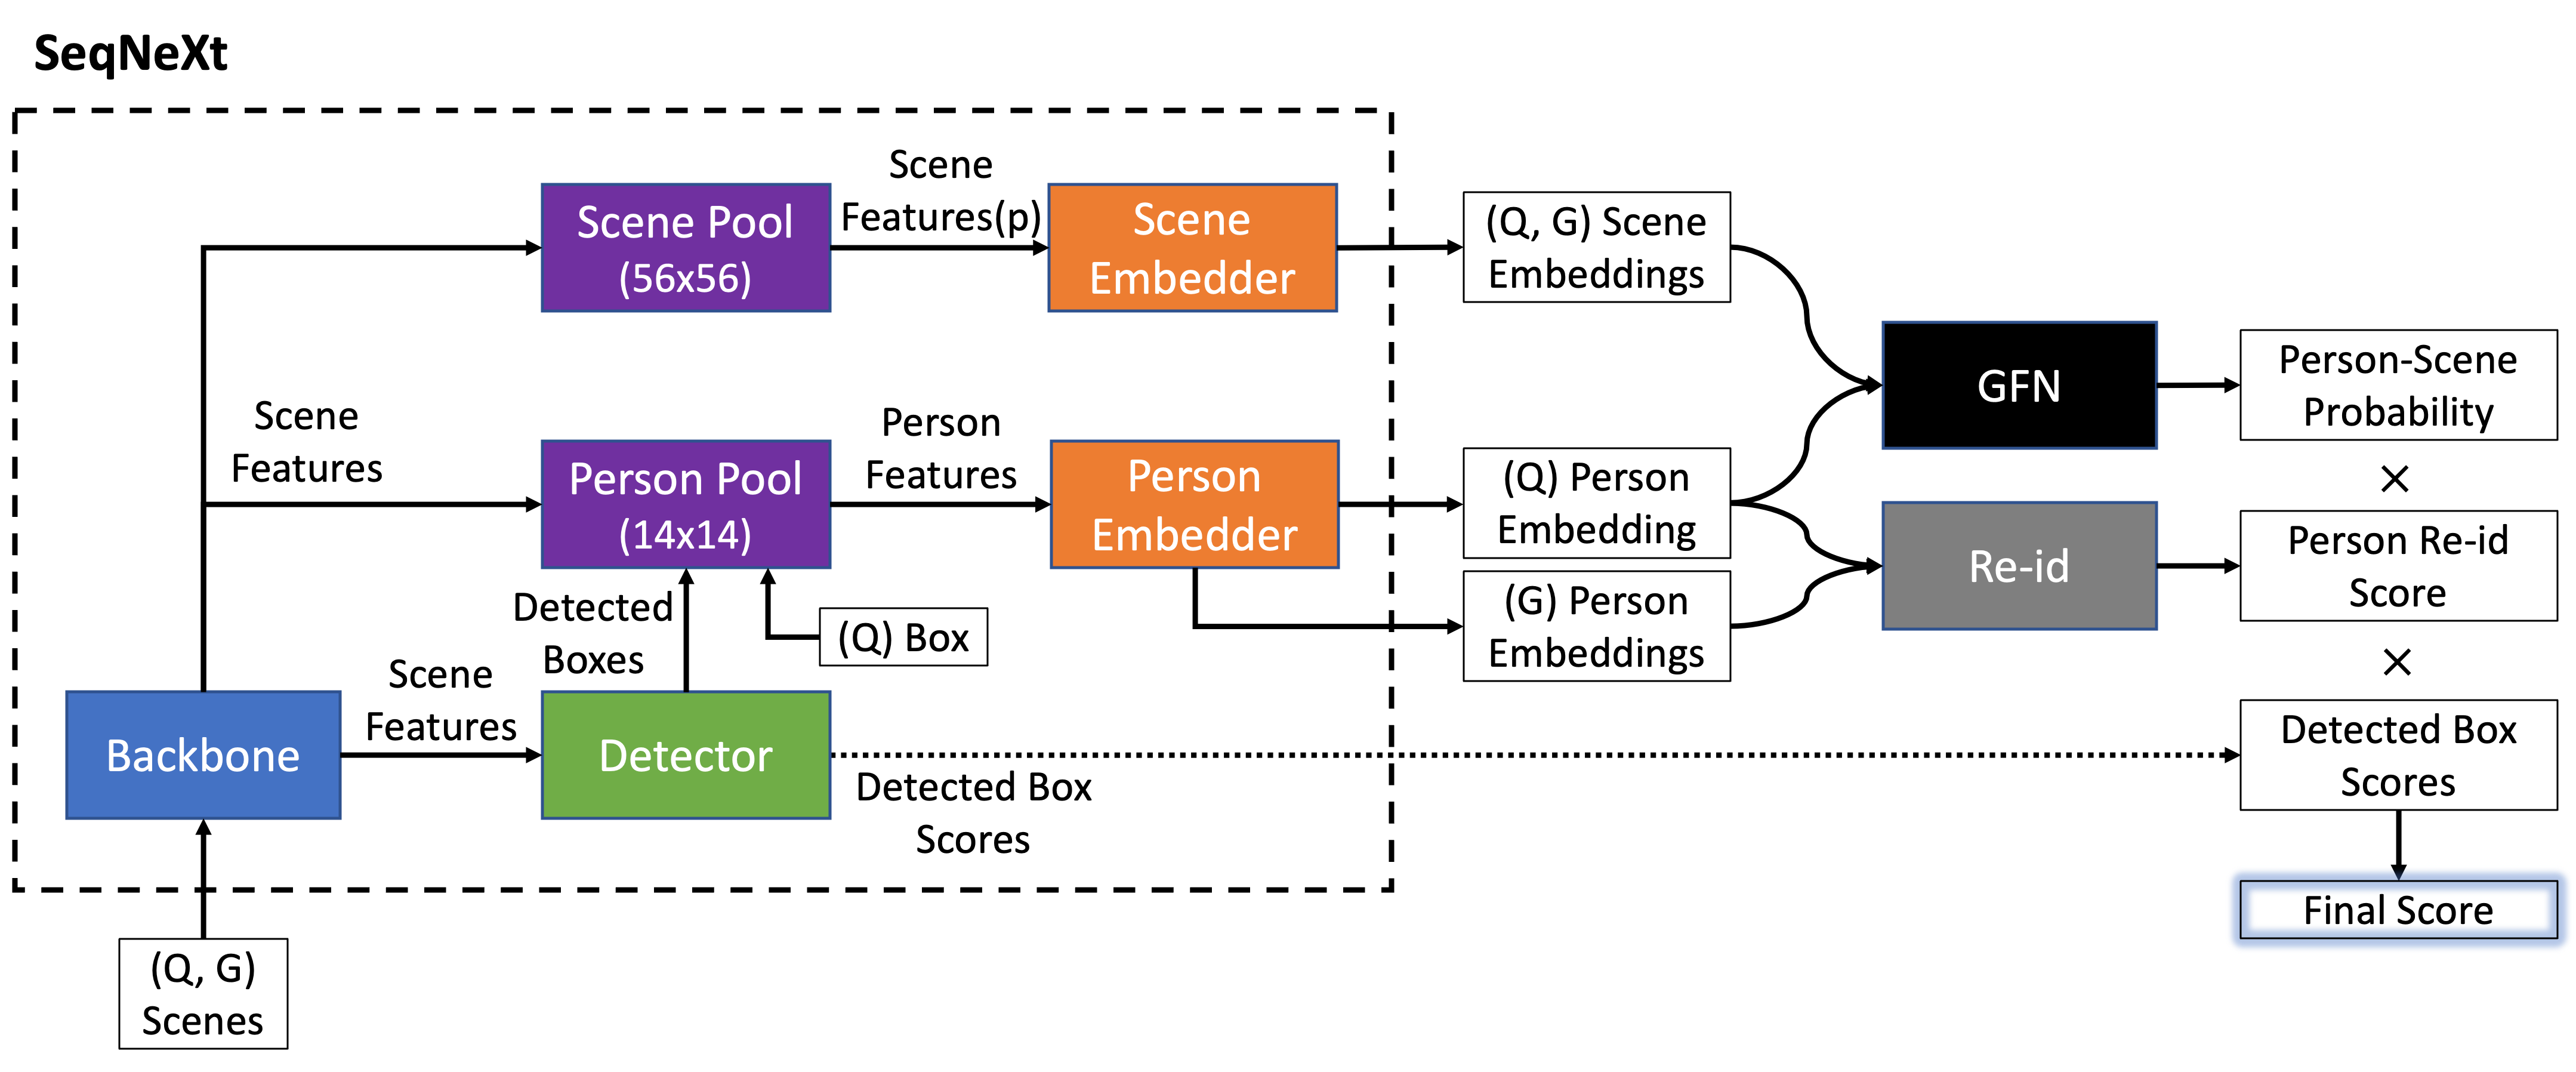 SeqNeXt
Scene Pool
(56x56)
Scene
Features(p)
Scene
Embedder
(Q, G) Scene
Embeddings
GFN
Person-Scene
Probability
×
Scene
Features
Person Pool
(14x14)
Person
Features
Person
Embedder
(Q) Person
Embedding
(G) Person
Embeddings
Re-id
Person Re-id
Score
×
Detected
Boxes
(Q) Box
Backbone
Scene
Features
Detector
Detected Box
Scores
Detected Box
Scores
Final Score
(Q, G)
Scenes